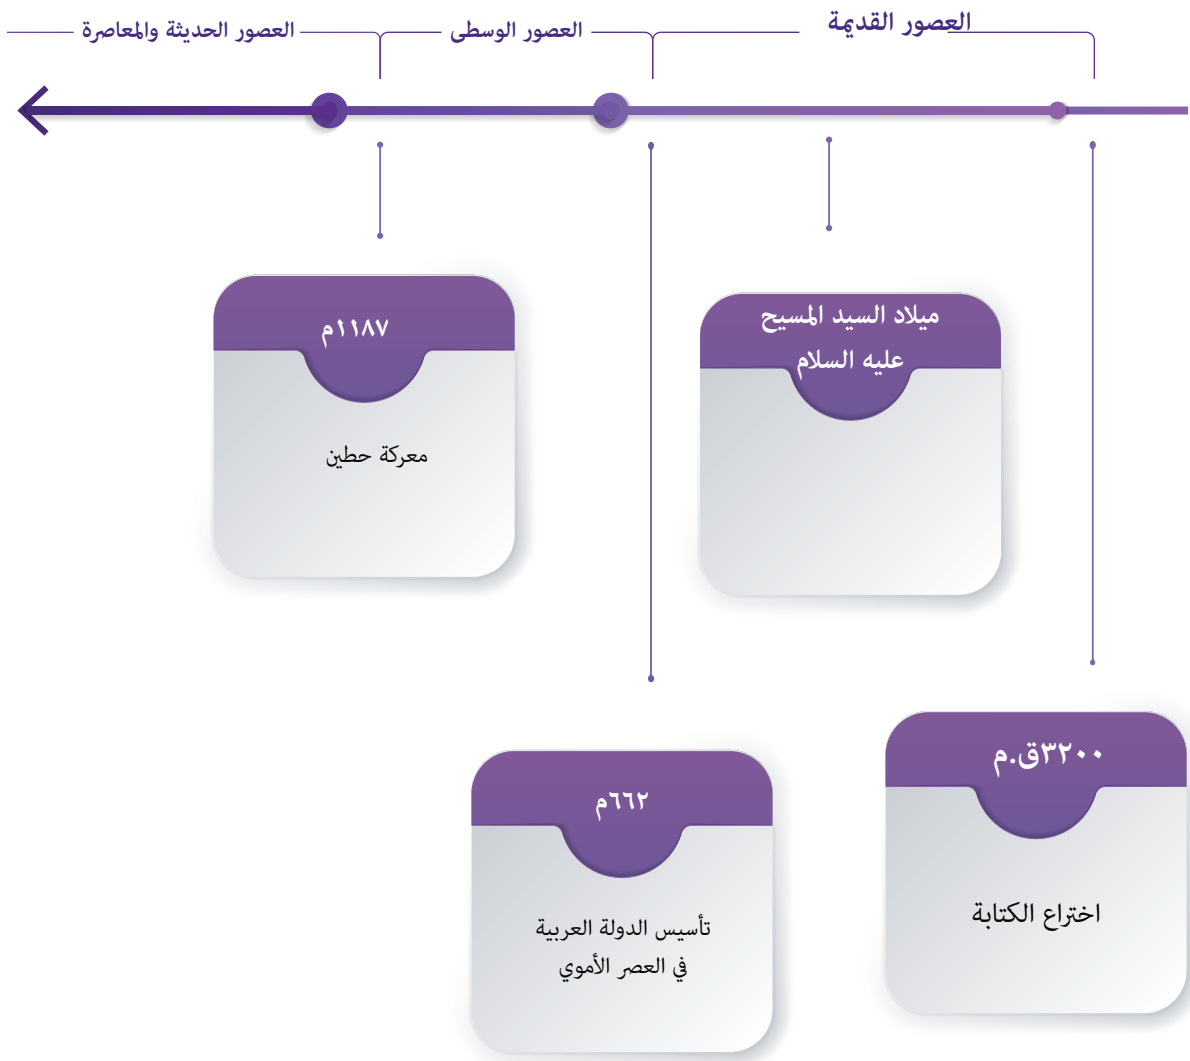 العصور القديمة
العصور الوسطى
العصور الحديثة والمعاصرة
ميلاد السيد المسيح
عليه السلام
١١٨٧م
معركة حطين
٣٢٠٠ق.م
اختراع الكتابة
٦٦٢م
تأسيس الدولة العربية
في العصر الأموي